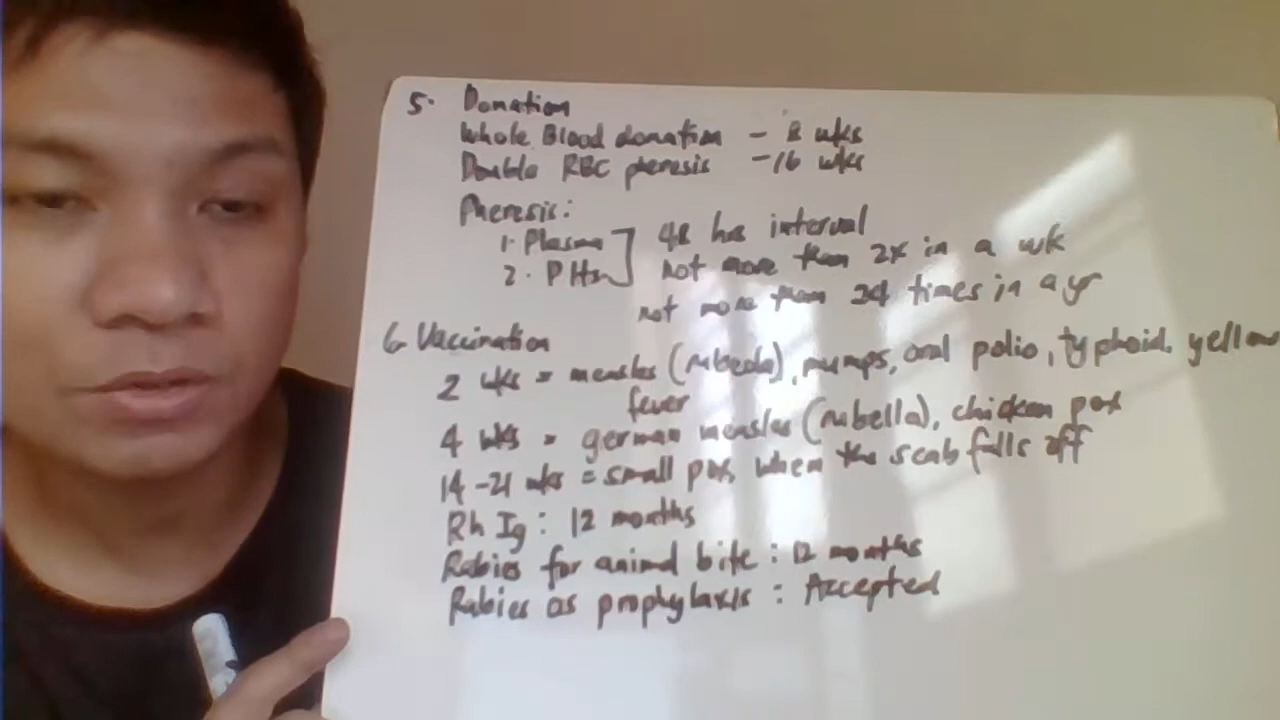 5. Donation
Whole Blood donation - 8 wks
Double RBC pheresis - 16 wks
Pheresis:
1. Plasma ] 48 hrs interval
2. Plts ] not more than 2x in a wk
not more than 24 times in a yr
6. Vaccination
2 wks = measles (rubeola), mumps, oral polio, typhoid, yellow
fever
4 wks = german measles (rubella), chicken pox
14-21 wks = small pox, when the scab falls off
Rh Ig : 12 months
Rabies for animal bite : 12 months
Rabies as prophylaxis : Accepted